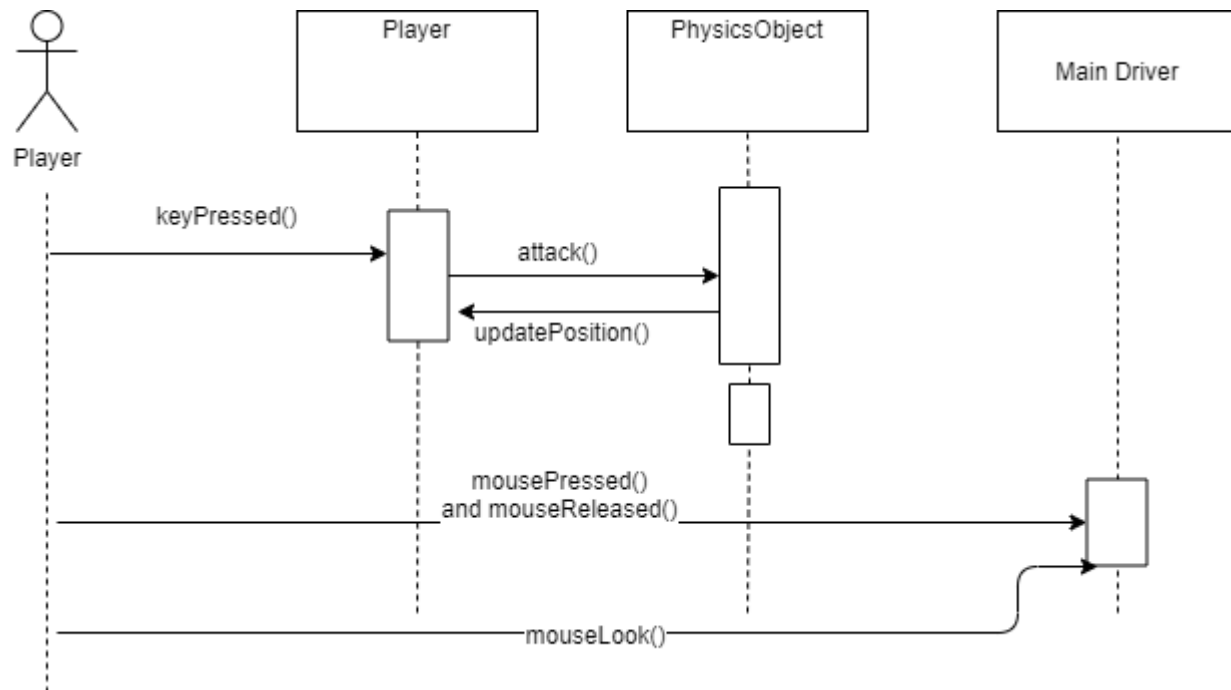 Player
PhysicsObject
Main Driver
Player
keyPressed()
attack()
updatePosition()
mousePressed()
and mouseReleased()
mouseLook()